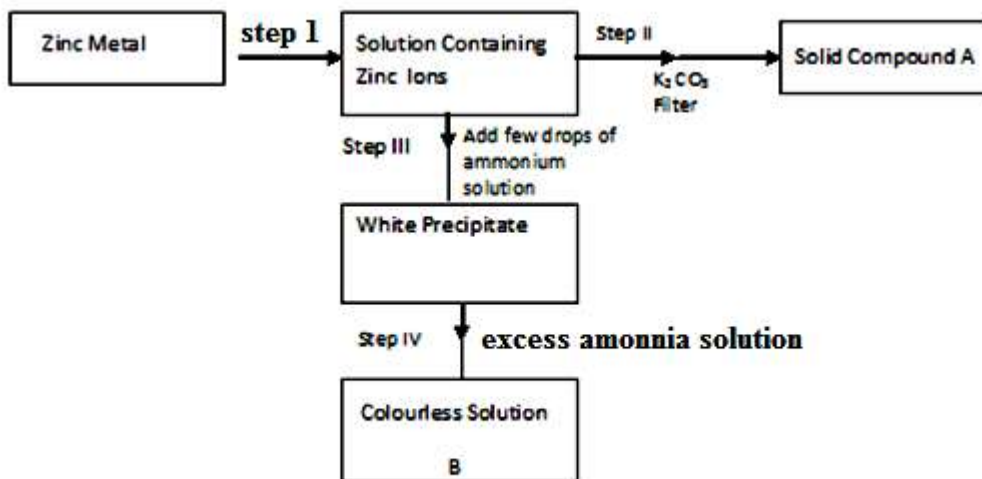 Zinc Metal
step 1
Solution Containing
Zinc Ions
Step II
K₂CO₃
Filter
Solid Compound A
Step III
Add few drops of
ammonium
solution
White Precipitate
Step IV
excess amonnia solution
Colourless Solution
B